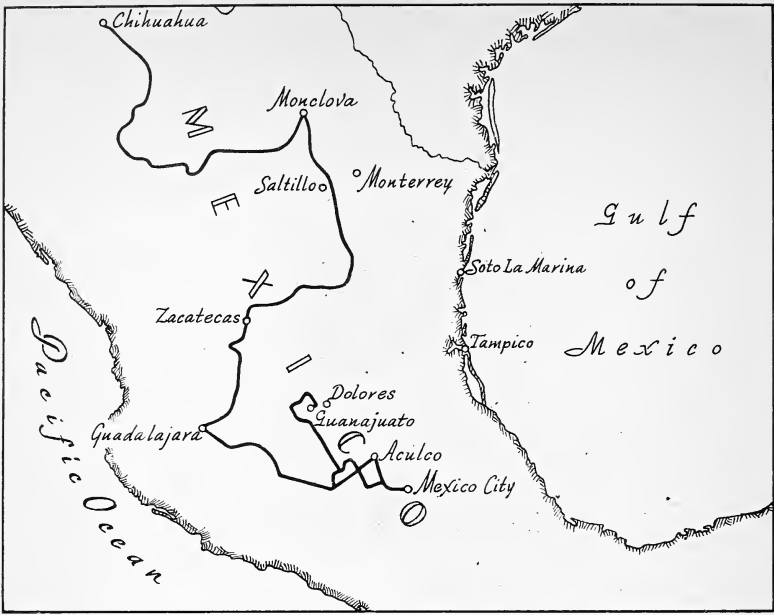 Chihuahua
Monclova
Saltillo
Monterrey
Gulf
of
Mexico
Soto La Marina
Zacatecas
Tampico
Dolores
Guanajuato
Guadalajara
Aculco
Mexico City
Pacific Ocean
MEXICO